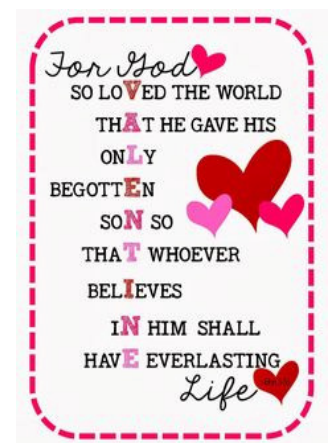 For God
SO LOVED THE WORLD
THAT HE GAVE HIS
ONLY
BEGOTTEN
SON SO
THAT WHOEVER
BELIEVES
IN HIM SHALL
HAVE EVERLASTING
Life